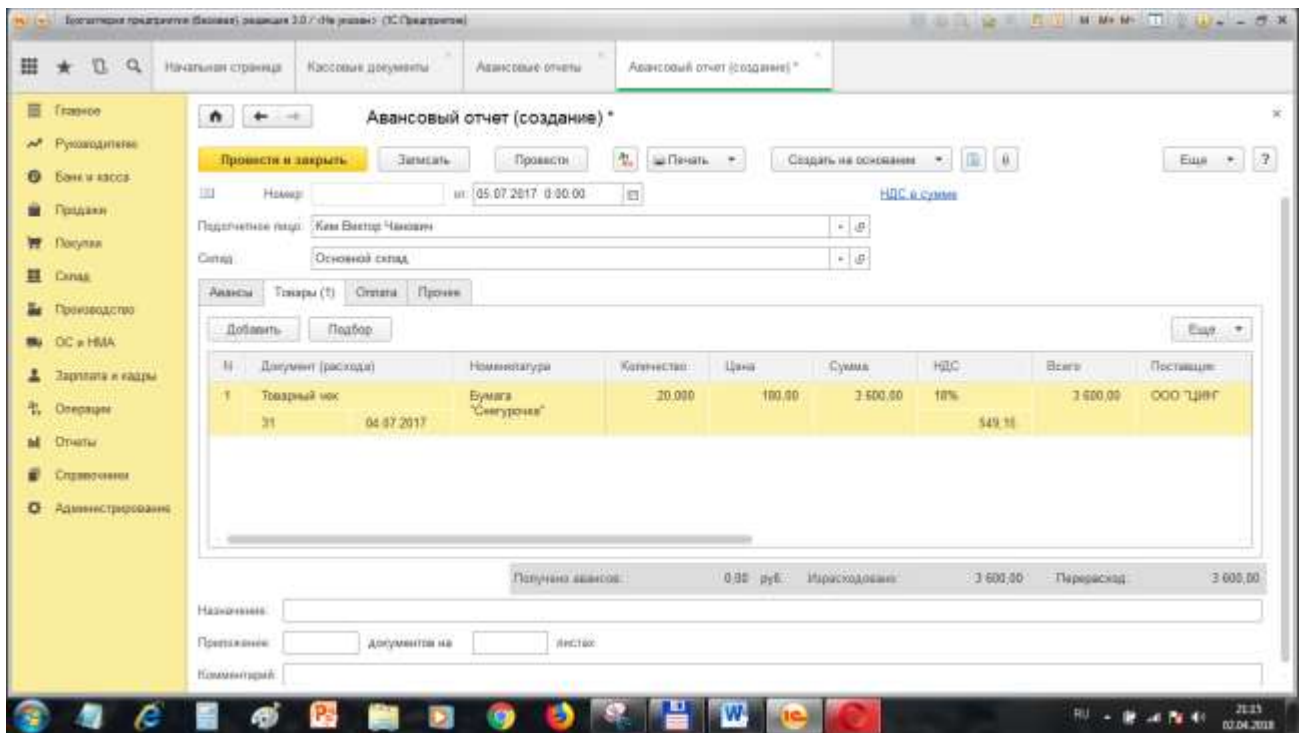 Бухгалтерия предприятия (базовая), редакция 3.0 / <Не указан> (1С:Предприятие)
M M+ M-
Начальная страница Кассовые документы Авансовые отчеты Авансовый отчет (создание) *
Главное
Руководителю
Банк и касса
Продажи
Покупки
Склад
Производство
ОС и НМА
Зарплата и кадры
Операции
Отчеты
Справочники
Администрирование
Авансовый отчет (создание) *
Провести и закрыть Записать Провести Печать Создать на основании Еще ?
Номер: от: 05.07.2017 0:00:00 НДС в сумме
Подотчетное лицо: Ким Виктор Чанович
Склад: Основной склад
Авансы Товары (1) Оплата Прочее
Добавить Подбор Еще
N Документ (расхода) Номенклатура Количество Цена Сумма НДС Всего Поставщик
1 Товарный чек Бумага "Снегурочка" 20,000 3 600,00 18% 3 600,00
31 04.07.2017 549,15
Получено авансов: 0,00 руб. Израсходовано: 3 600,00 Перерасход: 3 600,00
Назначение:
Приложение: документов на листах
Комментарий:
RU 21:15
02.04.2018